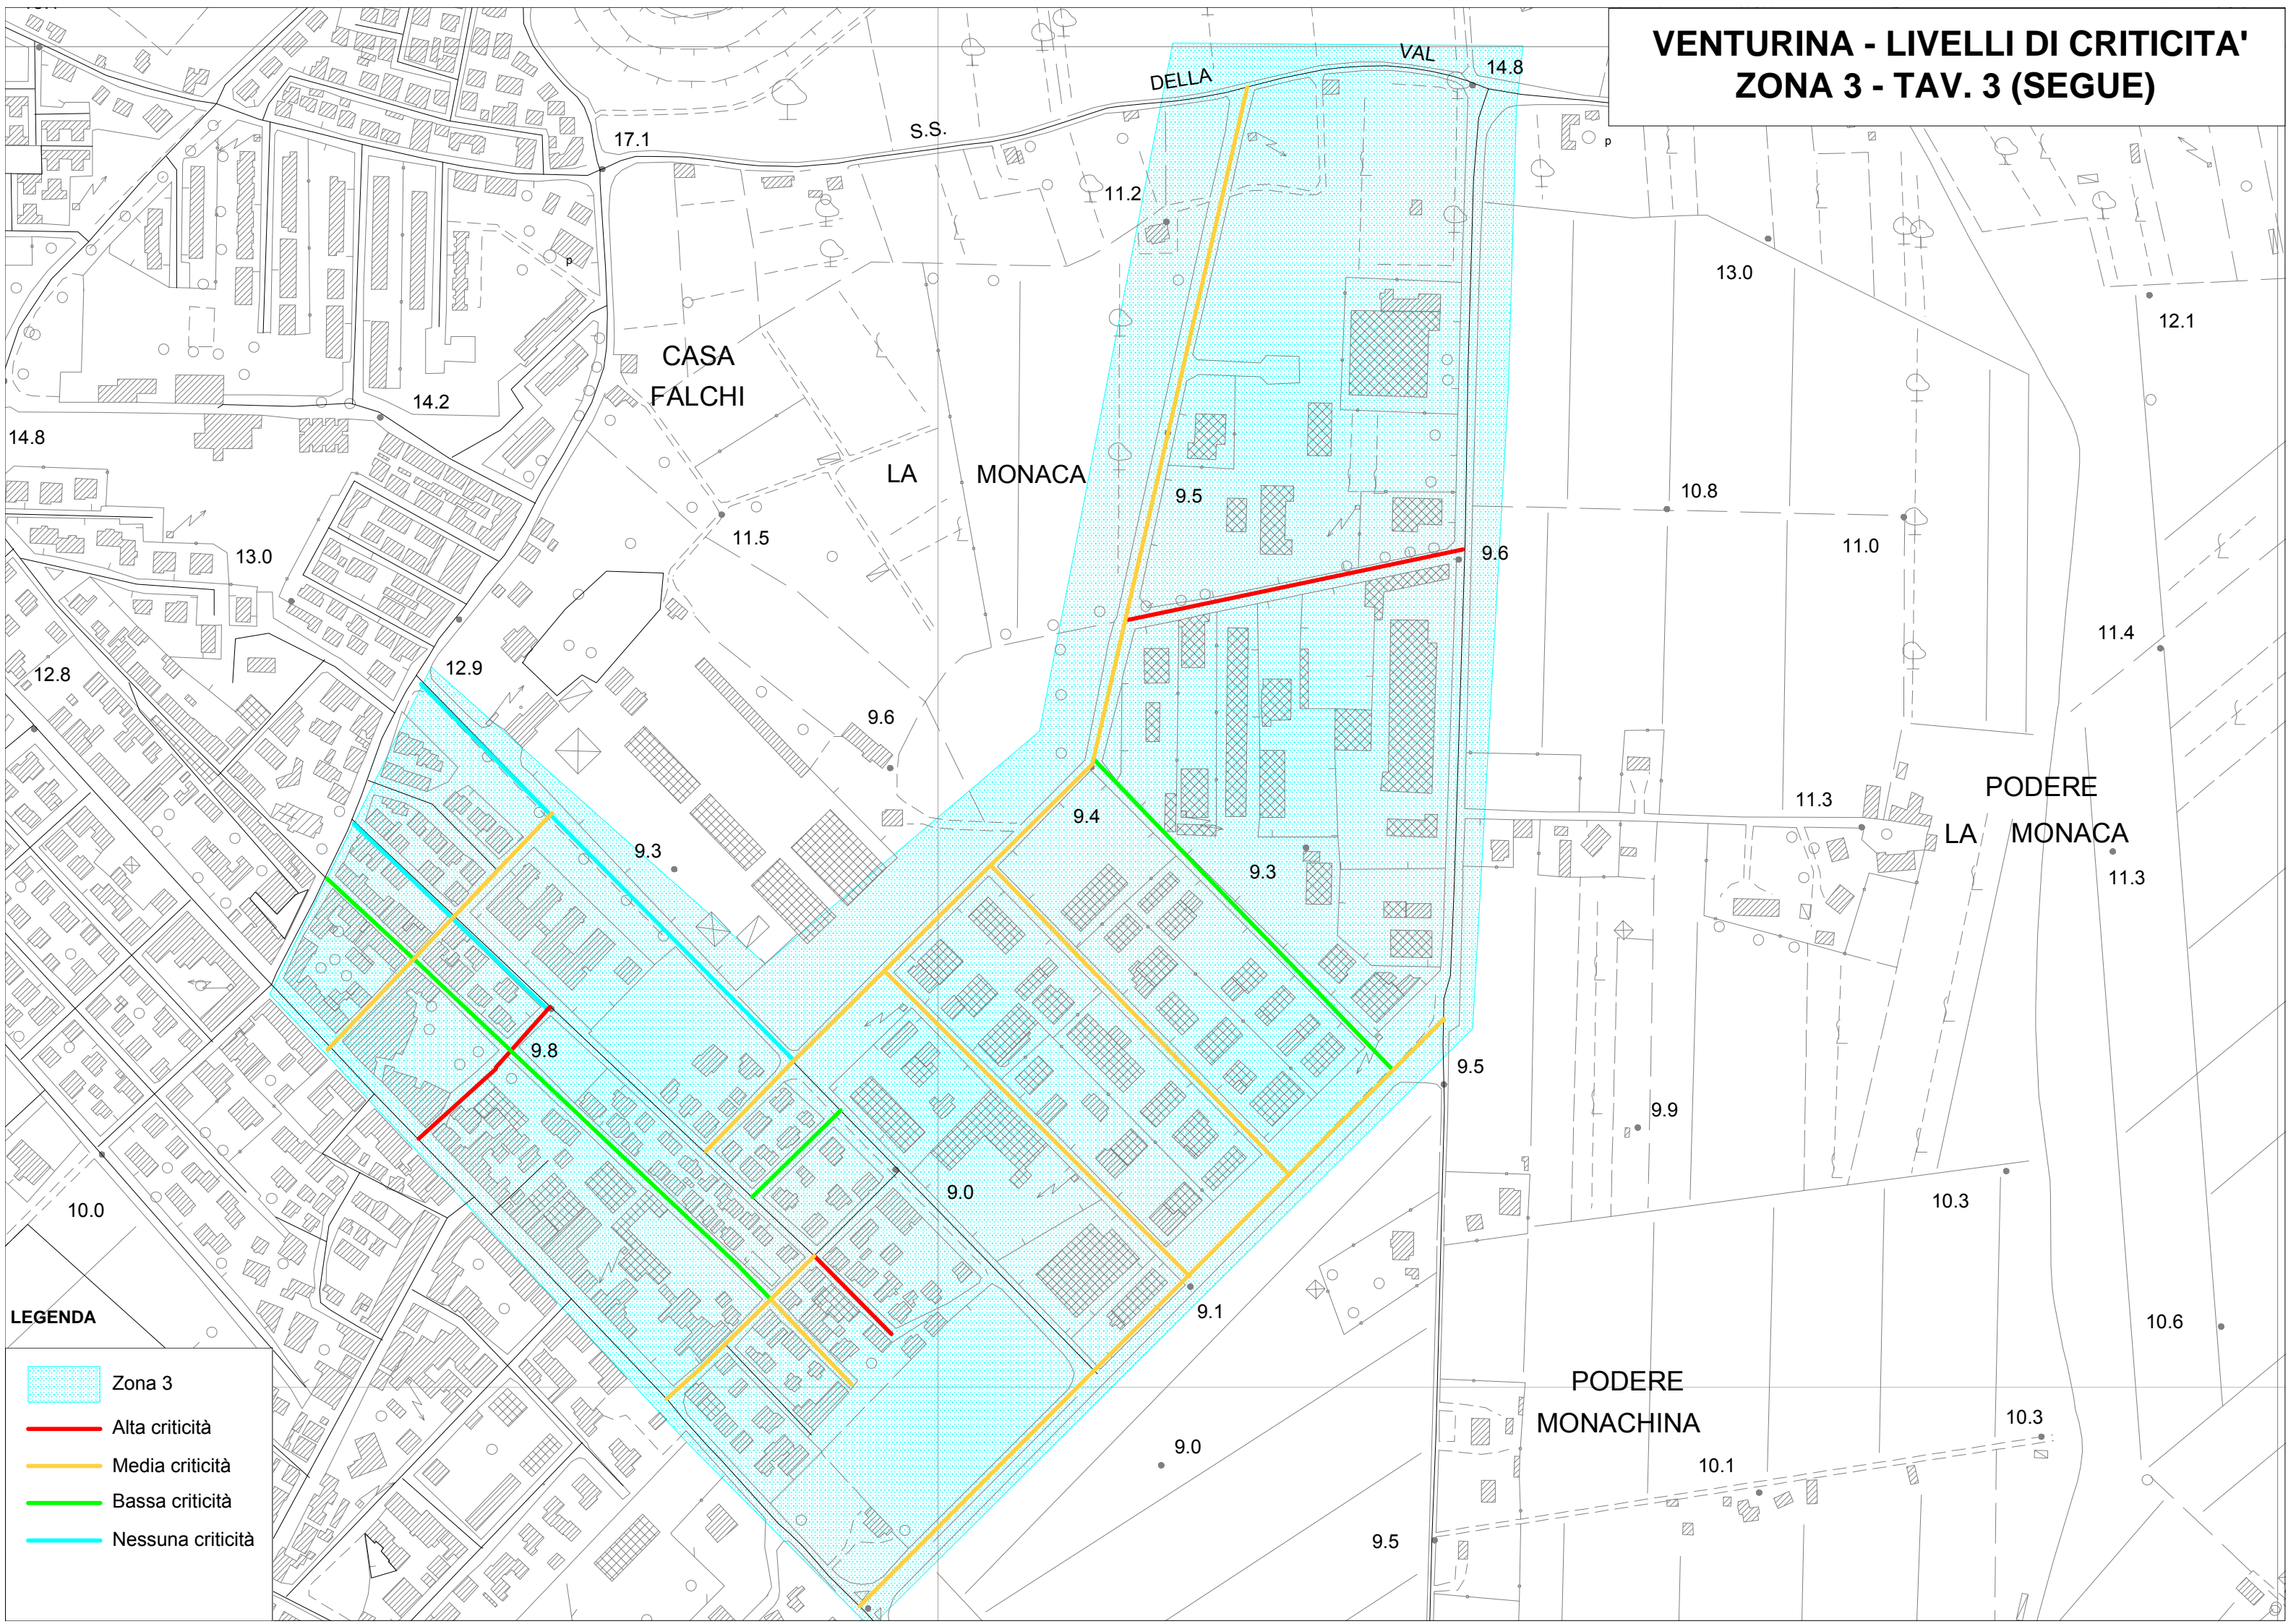 VENTURINA - LIVELLI DI CRITICITA'
ZONA 3 - TAV. 3 (SEGUE)
VAL
14.8
DELLA
S.S.
17.1
p
11.2
p
13.0
12.1
CASA
FALCHI
14.2
14.8
LA MONACA
9.5
10.8
11.5
11.0
13.0
9.6
11.4
12.9
12.8
9.6
PODERE
LA MONACA
11.3
9.4
9.3
9.3
11.3
9.8
9.5
9.9
9.0
10.3
10.0
9.1
10.6
LEGENDA
Zona 3
Alta criticità
Media criticità
Bassa criticità
Nessuna criticità
PODERE
MONACHINA
10.3
9.0
10.1
9.5